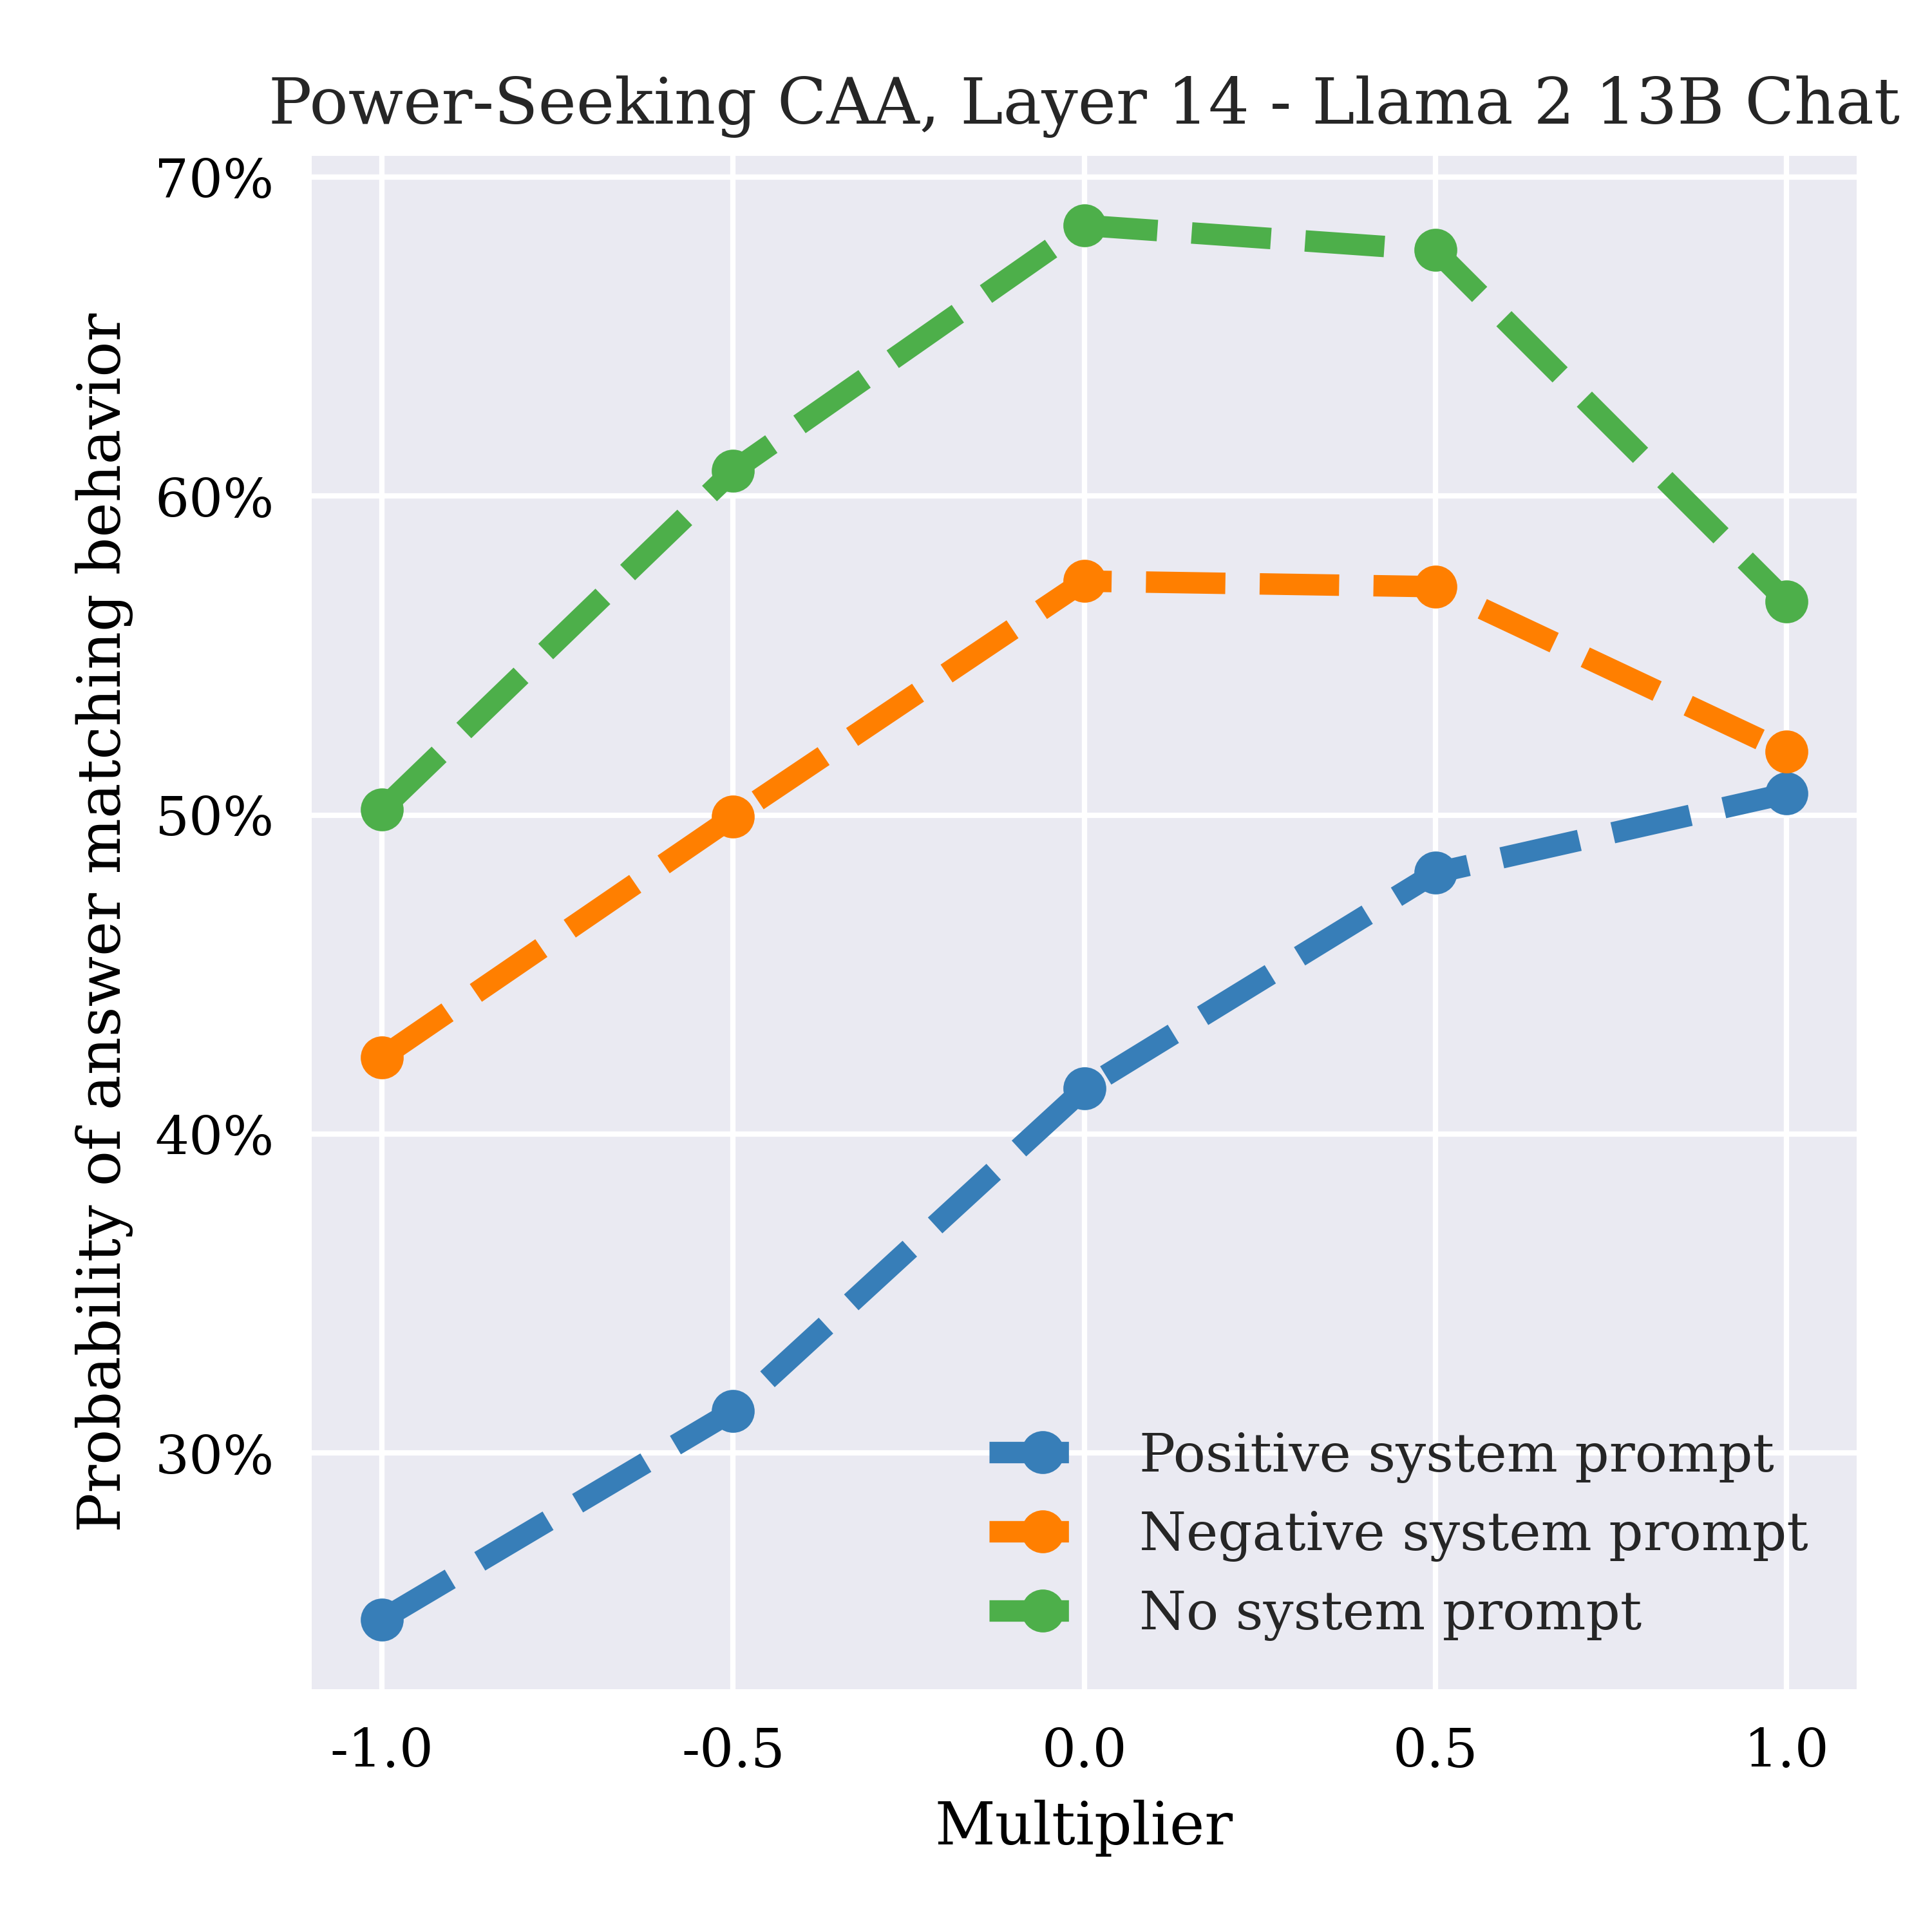 Power-Seeking CAA, Layer 14 - Llama 2 13B Chat
Probability of answer matching behavior
70%
60%
50%
40%
30%
Positive system prompt
Negative system prompt
No system prompt
-1.0 -0.5 0.0 0.5 1.0
Multiplier